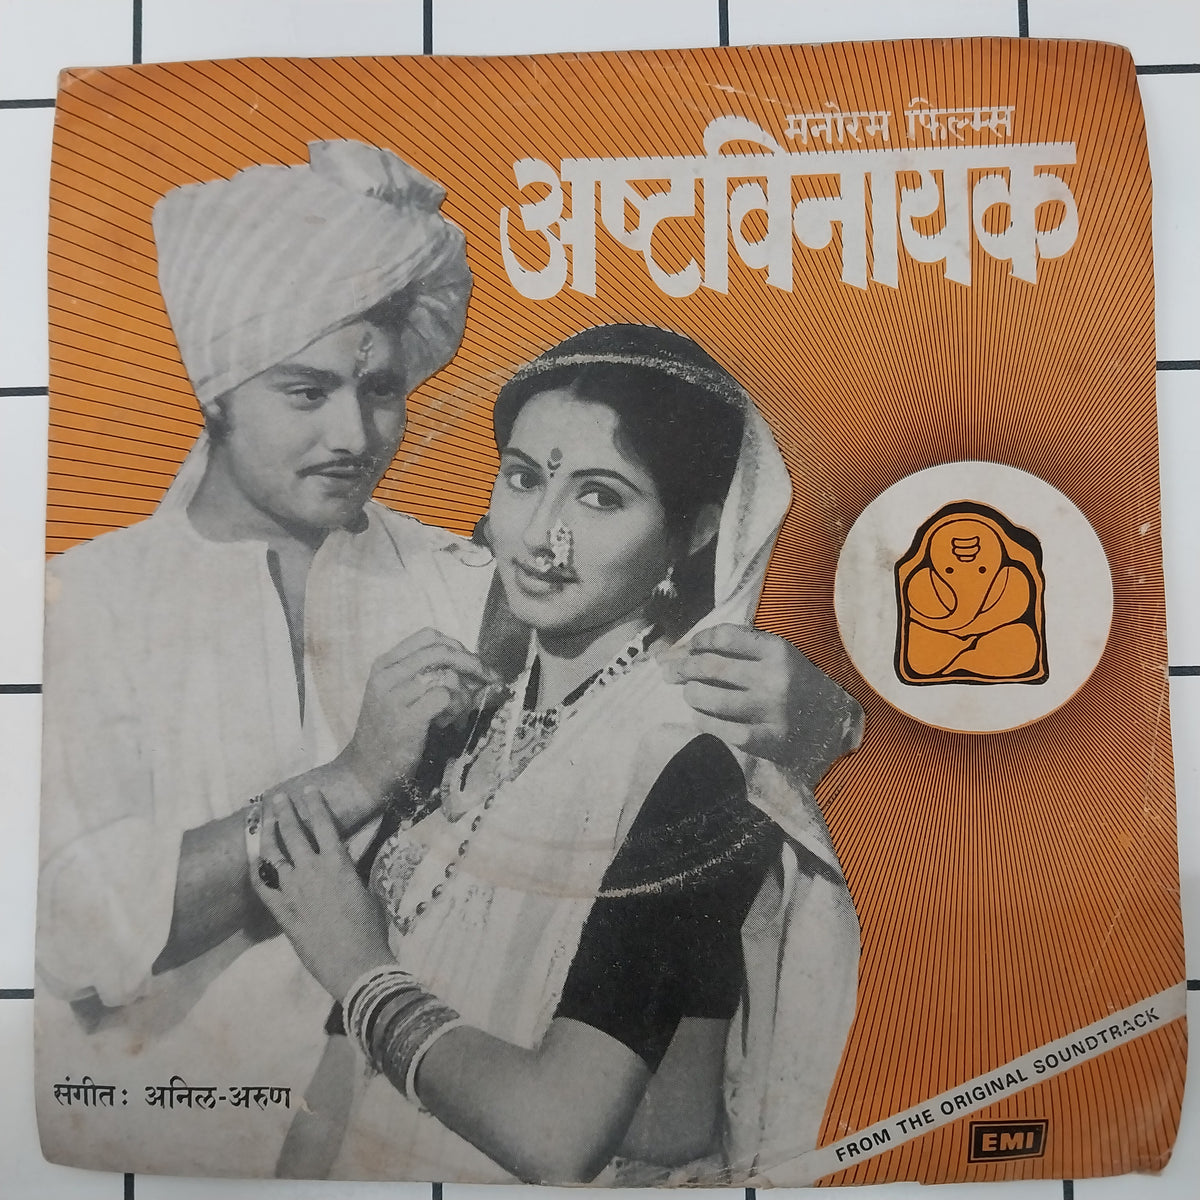 मनोरम फिल्म्स
अष्टविनायक
संगीत: अनिल-अरुण
FROM THE ORIGINAL SOUNDTRACK
EMI